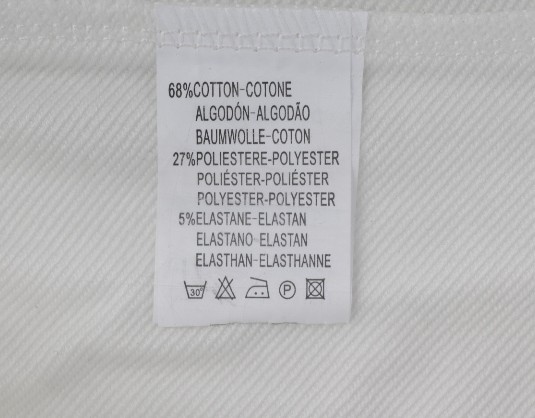 68%COTTON-COTONE
ALGODÓN-ALGODÃO
BAUMWOLLE-COTON
27%POLIESTERE-POLYESTER
POLIÉSTER-POLIÉSTER
POLYESTER-POLYESTER
5%ELASTANE-ELASTAN
ELASTANO-ELASTAN
ELASTHAN-ELASTHANNE
30° P